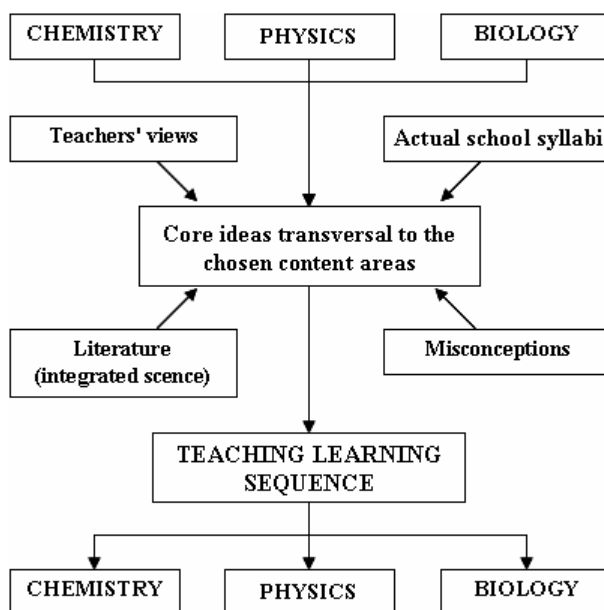 CHEMISTRY
PHYSICS
BIOLOGY
Teachers' views
Actual school syllabi
Core ideas transversal to the
chosen content areas
Literature
(integrated scence)
Misconceptions
TEACHING LEARNING
SEQUENCE
CHEMISTRY
PHYSICS
BIOLOGY